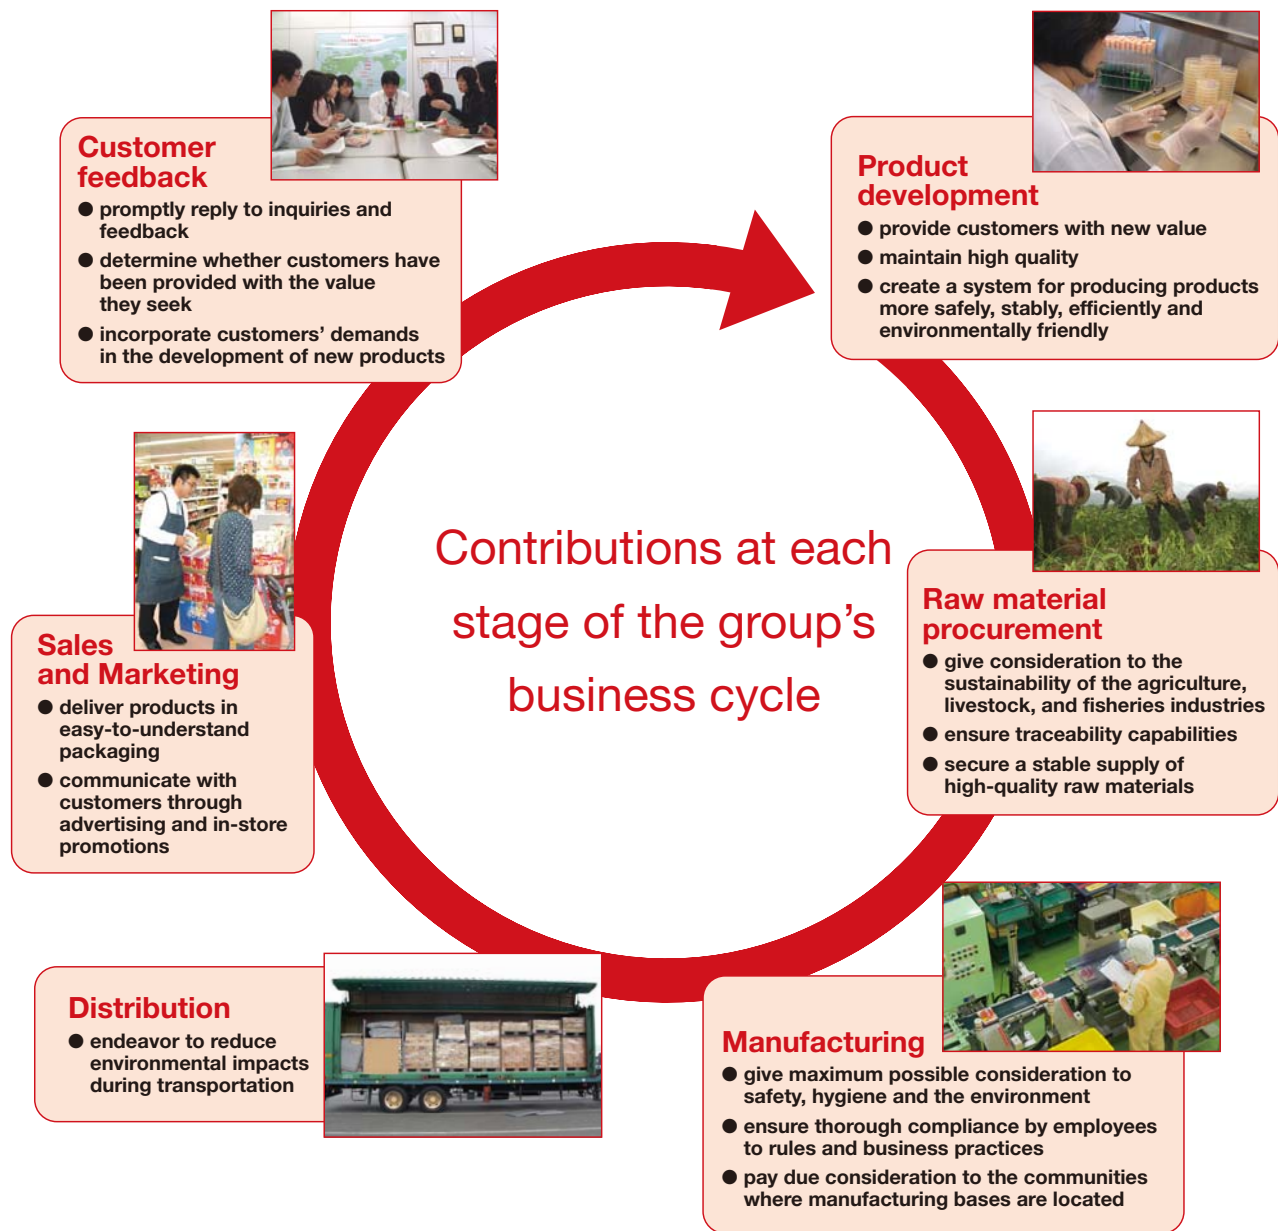 Customer
feedback
● promptly reply to inquiries and
feedback
● determine whether customers have
been provided with the value
they seek
● incorporate customers’ demands
in the development of new products
Product
development
● provide customers with new value
● maintain high quality
● create a system for producing products
more safely, stably, efficiently and
environmentally friendly
Contributions at each
stage of the group’s
business cycle
Raw material
procurement
● give consideration to the
sustainability of the agriculture,
livestock, and fisheries industries
● ensure traceability capabilities
● secure a stable supply of
high-quality raw materials
Sales
and Marketing
● deliver products in
easy-to-understand
packaging
● communicate with
customers through
advertising and in-store
promotions
Distribution
● endeavor to reduce
environmental impacts
during transportation
Manufacturing
● give maximum possible consideration to
safety, hygiene and the environment
● ensure thorough compliance by employees
to rules and business practices
● pay due consideration to the communities
where manufacturing bases are located